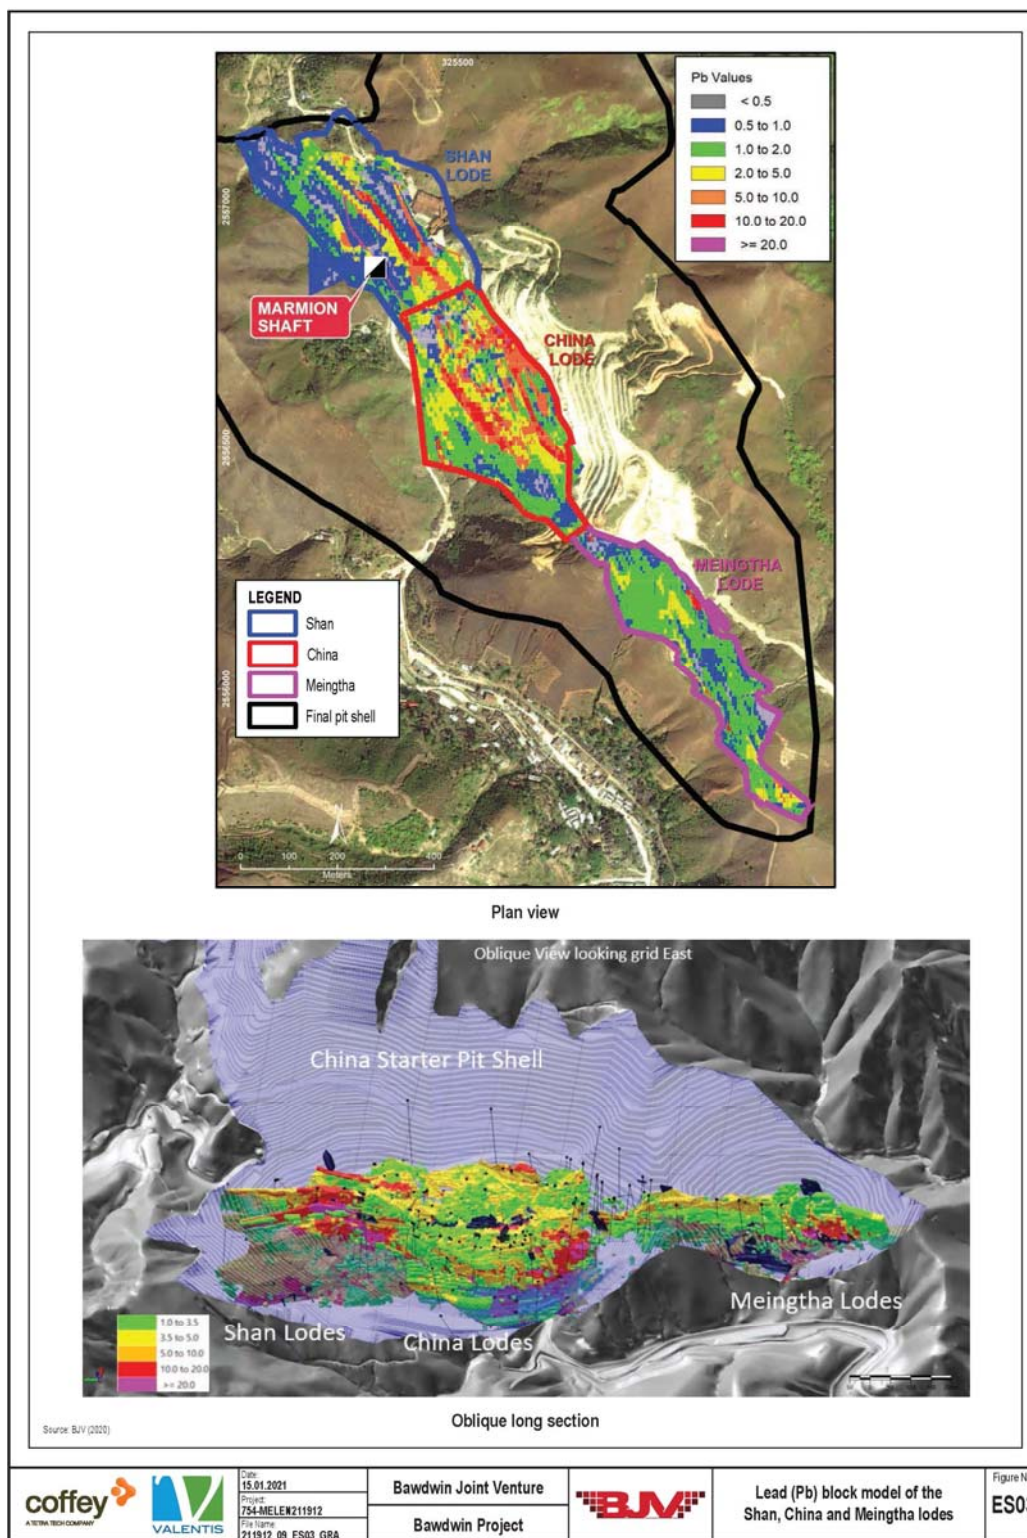 325500
Pb Values
< 0.5
0.5 to 1.0
1.0 to 2.0
2.0 to 5.0
5.0 to 10.0
10.0 to 20.0
>= 20.0
SHAN
LODE
2557000
MARMION
SHAFT
CHINA
LODE
2556500
MEINGTHA
LODE
LEGEND
Shan
China
Meingtha
Final pit shell
2556000
N
0 100 200 400
Meters
Plan view
Oblique View looking grid East
China Starter Pit Shell
Meingtha Lodes
Shan Lodes
China Lodes
1.0 to 3.5
3.5 to 5.0
5.0 to 10.0
10.0 to 20.0
>= 20.0
Source: BJV (2020)
Oblique long section
coffey
A TETRA TECH COMPANY
VALENTIS
Date:
15.01.2021
Project:
754-MELEN211912
File Name:
211912_09_ES03_GRA
Bawdwin Joint Venture
Bawdwin Project
BJV
Lead (Pb) block model of the
Shan, China and Meingtha lodes
Figure N
ES03